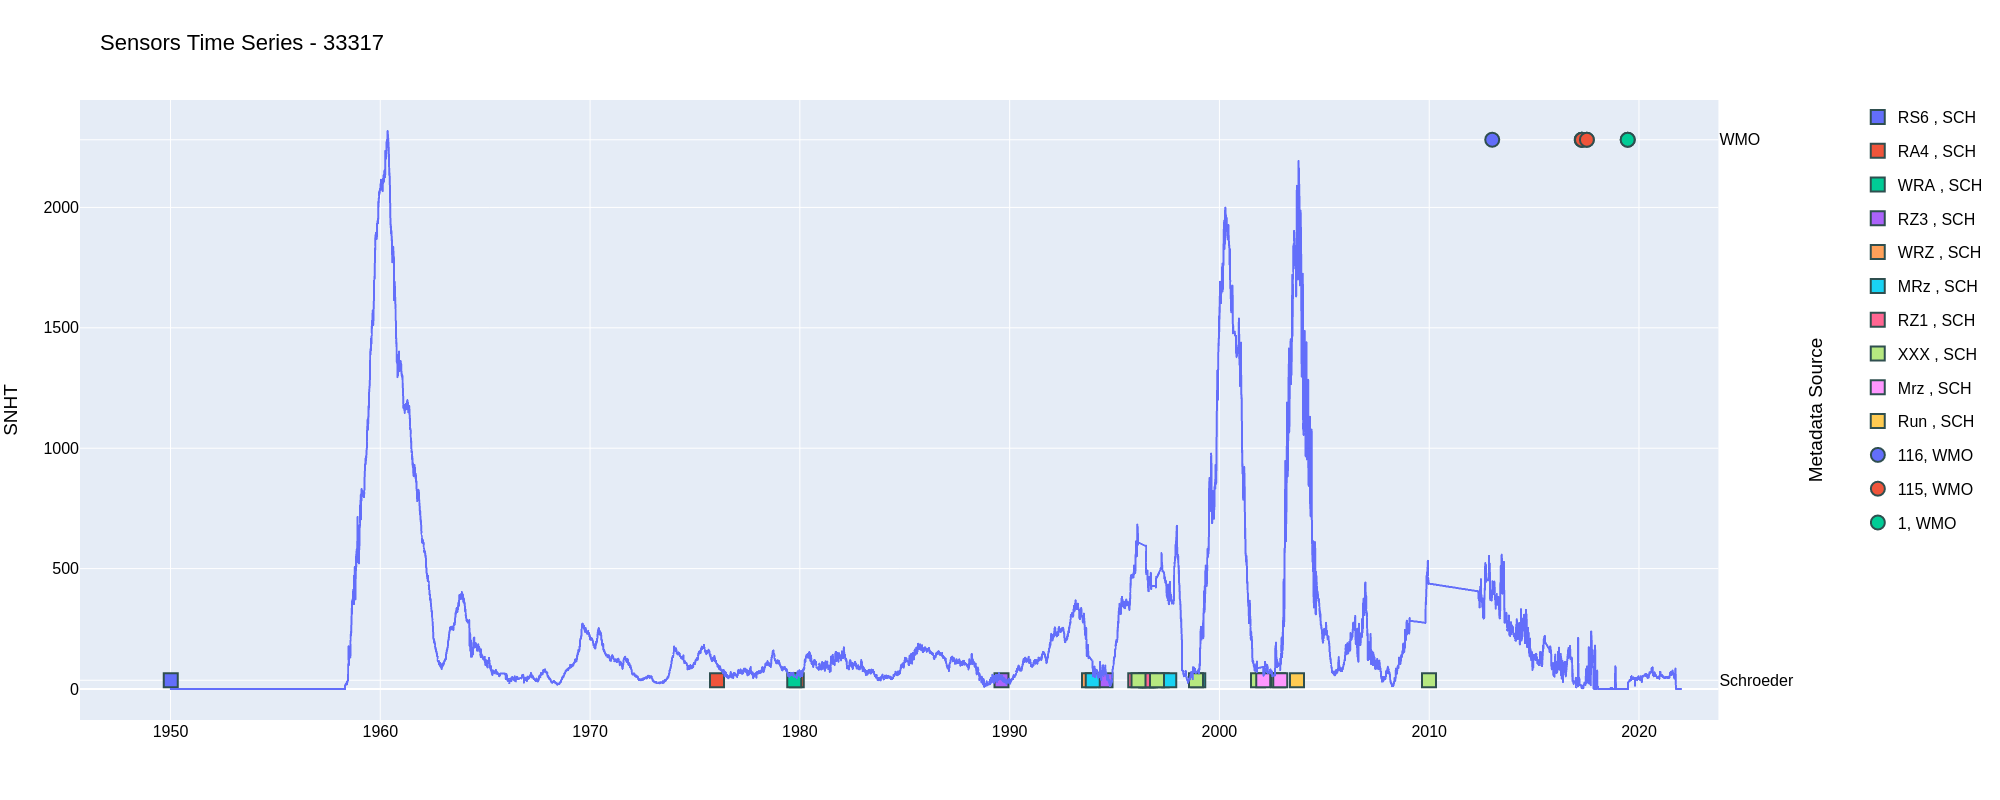 Sensors Time Series - 33317
SNHT
2000
1500
1000
500
0
1950
1960
1970
1980
1990
2000
2010
2020
WMO
Schroeder
Metadata Source
RS6 , SCH
RA4 , SCH
WRA , SCH
RZ3 , SCH
WRZ , SCH
MRz , SCH
RZ1 , SCH
XXX , SCH
Mrz , SCH
Run , SCH
116, WMO
115, WMO
1, WMO